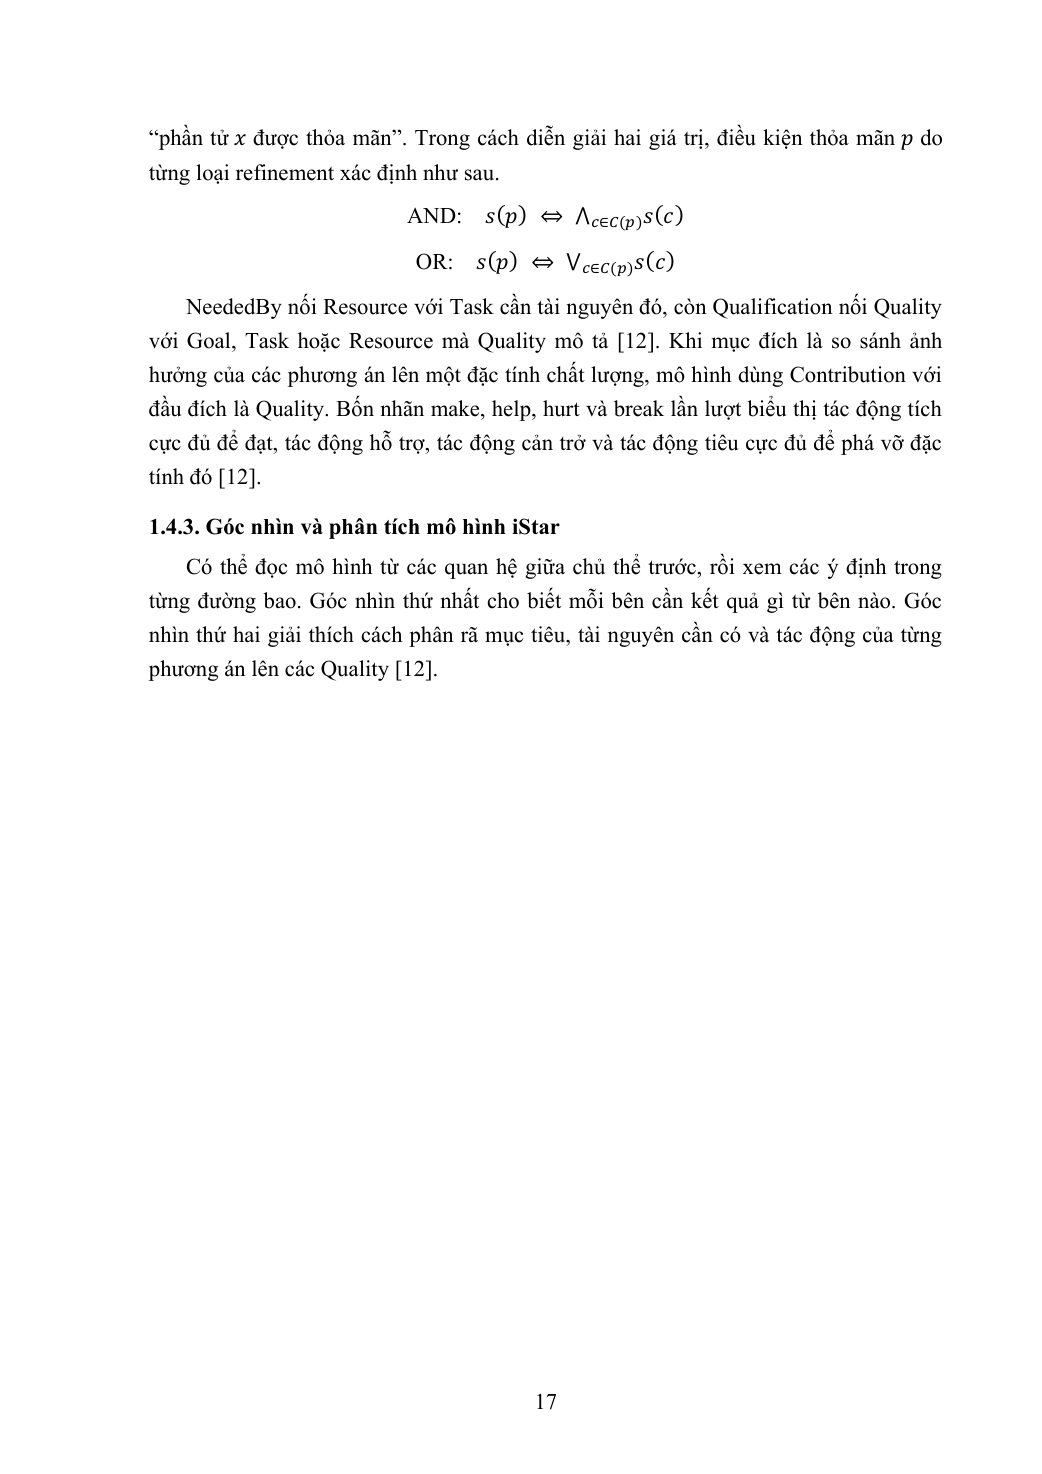 “phần tử 𝑥 được thỏa mãn”. Trong cách diễn giải hai giá trị, điều kiện thỏa mãn 𝑝 do
từng loại refinement xác định như sau.
AND: 𝑠(𝑝) ⇔ ⋀𝑐∈𝐶(𝑝)𝑠(𝑐)
OR: 𝑠(𝑝) ⇔ ⋁𝑐∈𝐶(𝑝)𝑠(𝑐)
NeededBy nối Resource với Task cần tài nguyên đó, còn Qualification nối Quality
với Goal, Task hoặc Resource mà Quality mô tả [12]. Khi mục đích là so sánh ảnh
hưởng của các phương án lên một đặc tính chất lượng, mô hình dùng Contribution với
đầu đích là Quality. Bốn nhãn make, help, hurt và break lần lượt biểu thị tác động tích
cực đủ để đạt, tác động hỗ trợ, tác động cản trở và tác động tiêu cực đủ để phá vỡ đặc
tính đó [12].
1.4.3. Góc nhìn và phân tích mô hình iStar
Có thể đọc mô hình từ các quan hệ giữa chủ thể trước, rồi xem các ý định trong
từng đường bao. Góc nhìn thứ nhất cho biết mỗi bên cần kết quả gì từ bên nào. Góc
nhìn thứ hai giải thích cách phân rã mục tiêu, tài nguyên cần có và tác động của từng
phương án lên các Quality [12].
17